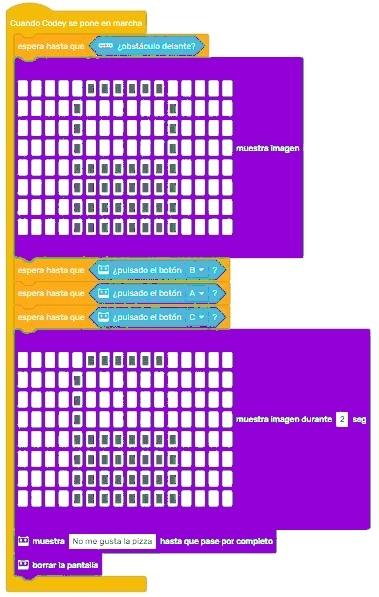 Cuando Codey se pone en marcha
espera hasta que ¿obstáculo delante?
muestra imagen
espera hasta que ¿pulsado el botón B ?
espera hasta que ¿pulsado el botón A ?
espera hasta que ¿pulsado el botón C ?
muestra imagen durante 2 seg
muestra No me gusta la pizza hasta que pase por completo
borrar la pantalla